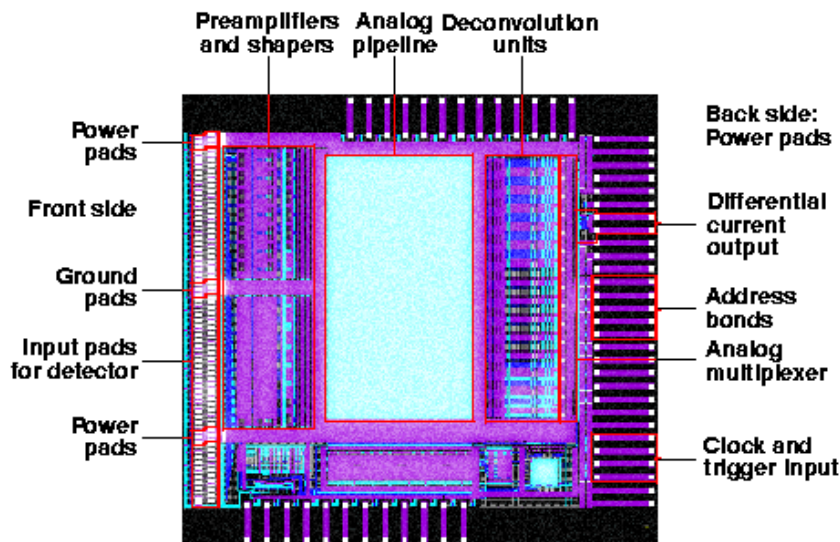 Preamplifiers
and shapers
Analog
pipeline
Deconvolution
units
Power
pads
Front side
Ground
pads
Input pads
for detector
Power
pads
Back side:
Power pads
Differential
current
output
Address
bonds
Analog
multiplexer
Clock and
trigger input